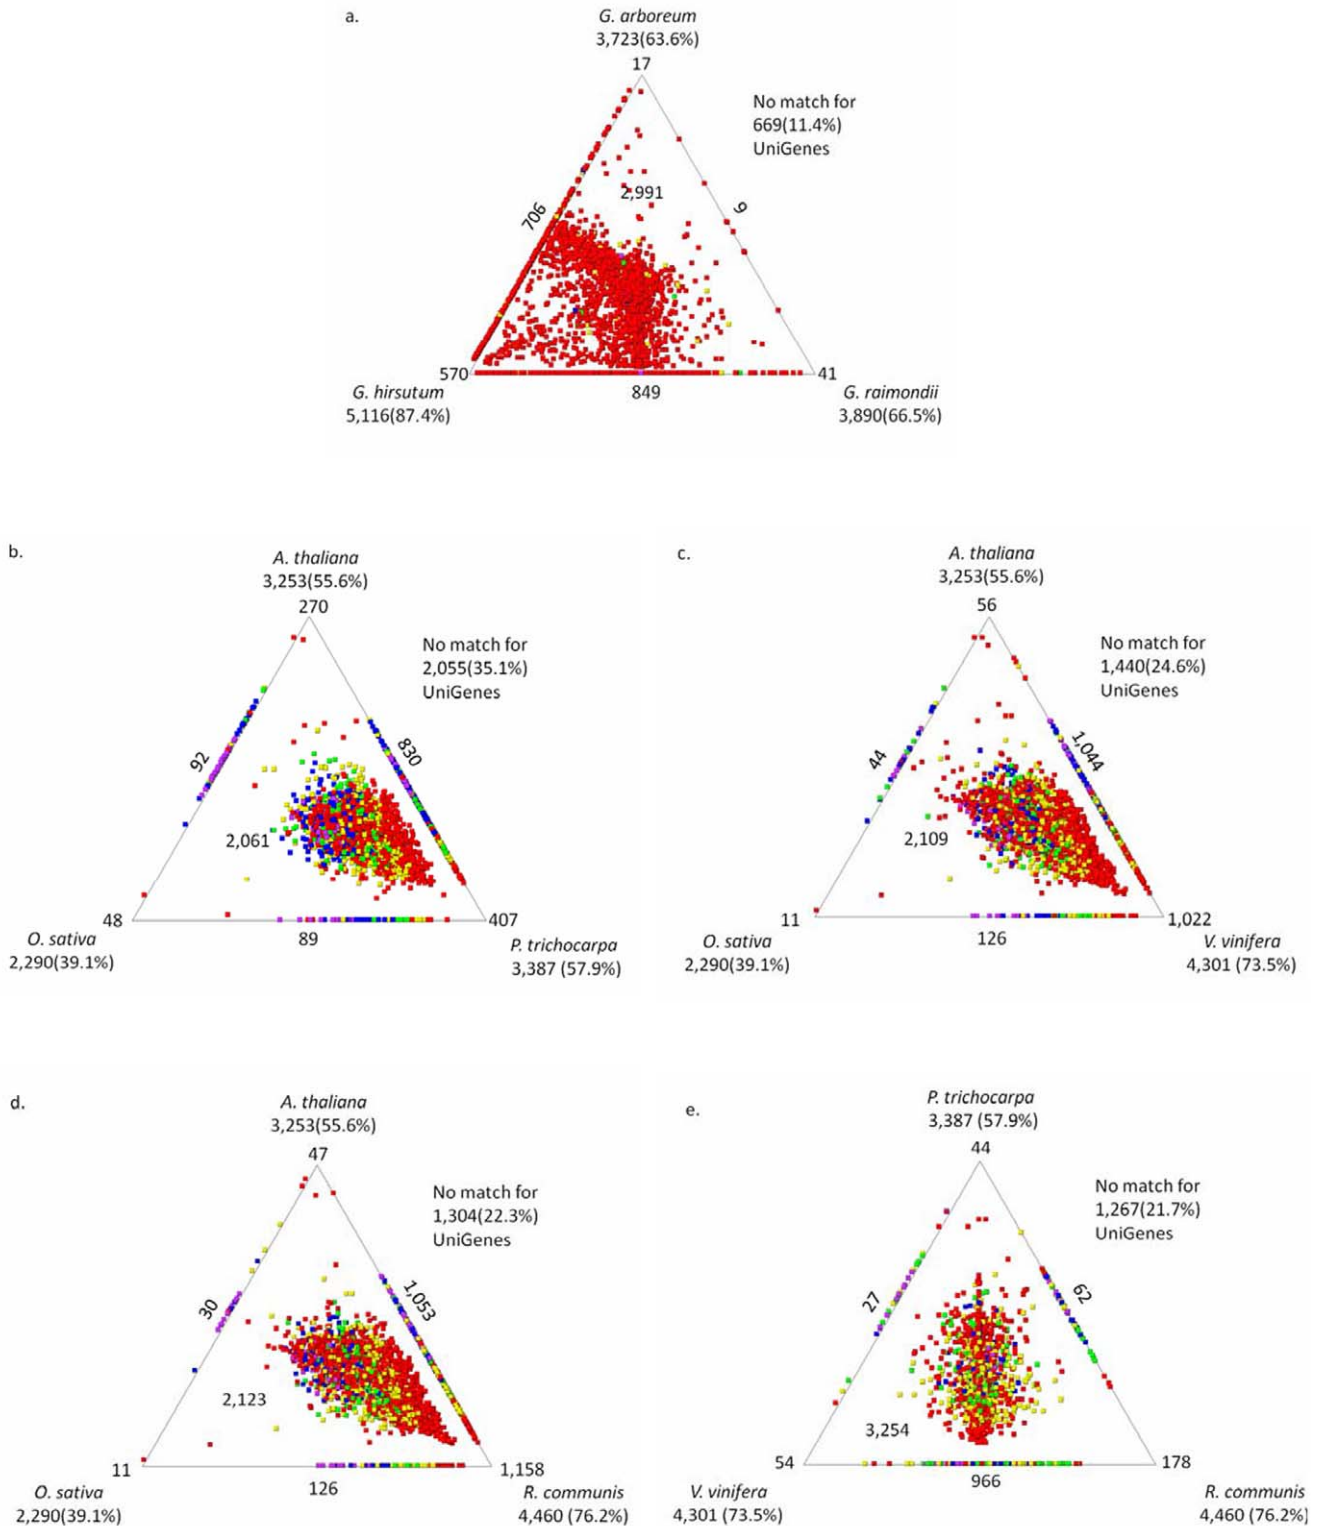 a.
G. arboreum
3,723(63.6%)
17
No match for
669(11.4%)
UniGenes
2,991
706
9
570
41
849
G. hirsutum
5,116(87.4%)
G. raimondii
3,890(66.5%)
b.
A. thaliana
3,253(55.6%)
270
No match for
2,055(35.1%)
UniGenes
92
830
2,061
48
407
89
O. sativa
2,290(39.1%)
P. trichocarpa
3,387 (57.9%)
c.
A. thaliana
3,253(55.6%)
56
No match for
1,440(24.6%)
UniGenes
44
1,044
2,109
11
1,022
126
O. sativa
2,290(39.1%)
V. vinifera
4,301 (73.5%)
d.
A. thaliana
3,253(55.6%)
47
No match for
1,304(22.3%)
UniGenes
30
1,053
2,123
11
1,158
126
O. sativa
2,290(39.1%)
R. communis
4,460 (76.2%)
e.
P. trichocarpa
3,387 (57.9%)
44
No match for
1,267(21.7%)
UniGenes
27
62
3,254
54
178
966
V. vinifera
4,301 (73.5%)
R. communis
4,460 (76.2%)